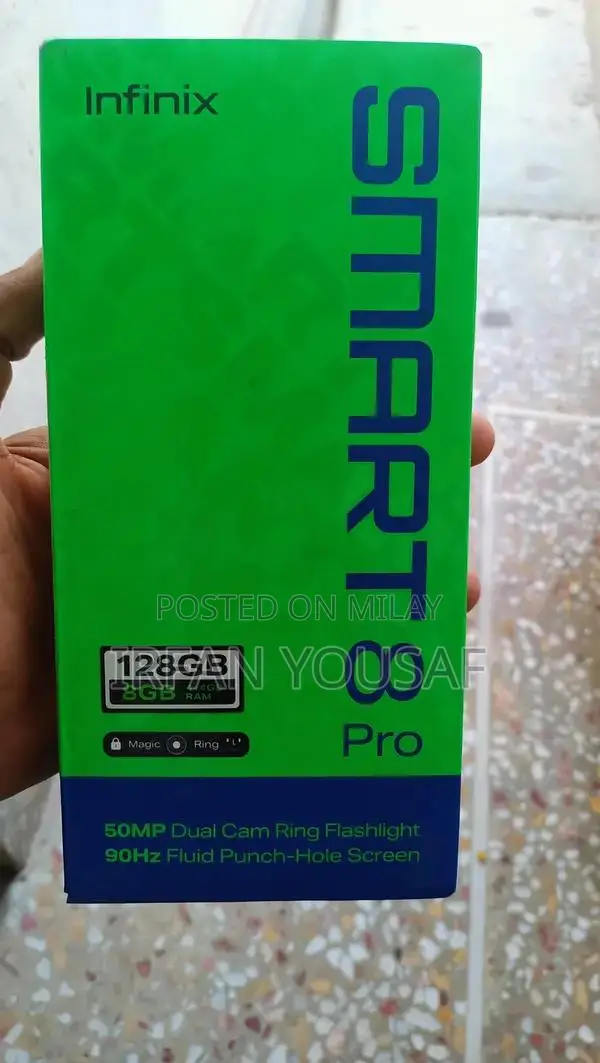 Infinix
SMART 8
Pro
POSTED ON MILAY
IRFAN YOUSAF
128GB
8GB
RAM
Magic Ring
50MP Dual Cam Ring Flashlight
90Hz Fluid Punch-Hole Screen